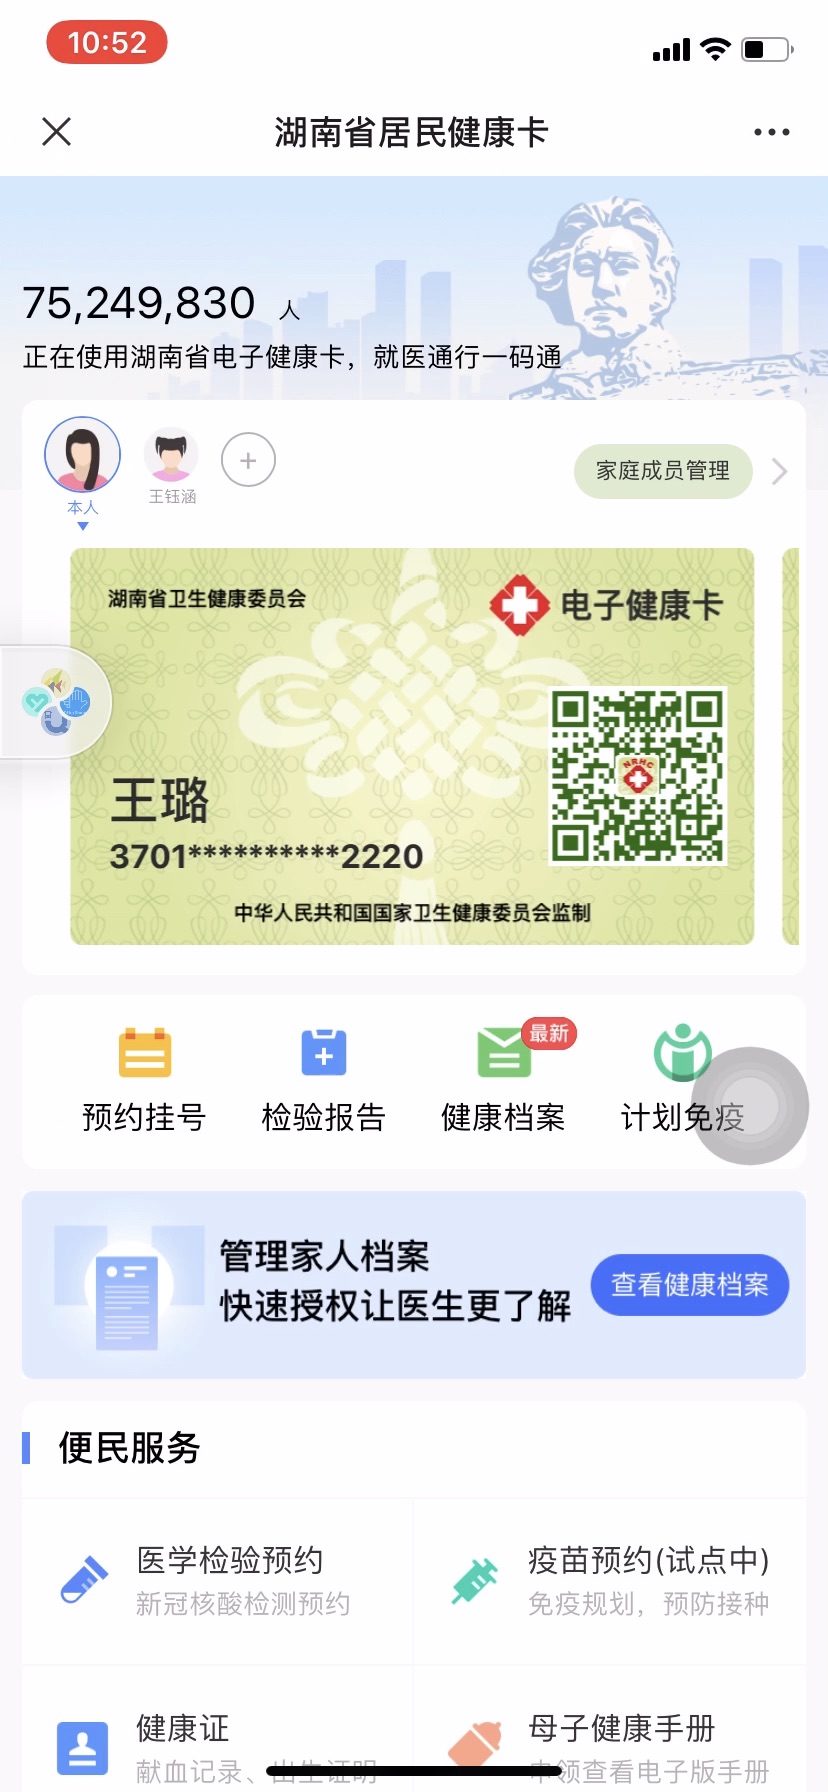 10:52
湖南省居民健康卡
75,249,830 人
正在使用湖南省电子健康卡，就医通行一码通
本人
王钰涵
家庭成员管理
湖南省卫生健康委员会
电子健康卡
NRHC
王璐
3701**********2220
中华人民共和国国家卫生健康委员会监制
最新
预约挂号
检验报告
健康档案
计划免疫
管理家人档案
快速授权让医生更了解
查看健康档案
便民服务
医学检验预约
新冠核酸检测预约
疫苗预约(试点中)
免疫规划，预防接种
健康证
献血记录、出生证明
母子健康手册
申领查看电子版手册